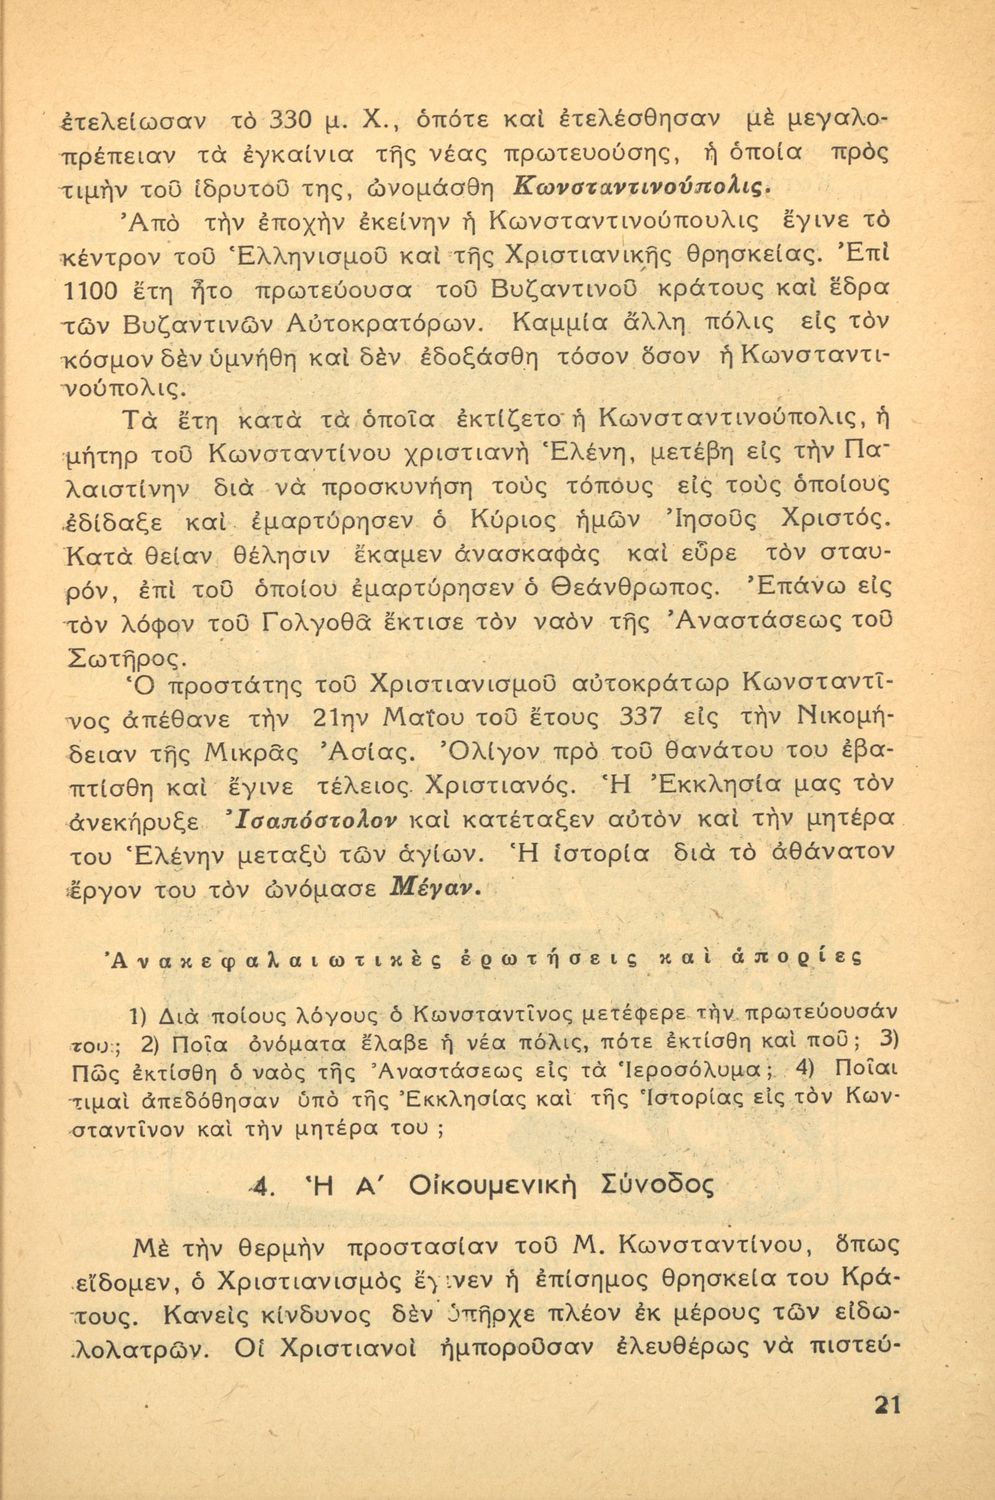 ἐτελείωσαν τὸ 330 μ. Χ., ὁπότε καὶ ἐτελέσθησαν μὲ μεγαλο-
πρέπειαν τὰ ἐγκαίνια τῆς νέας πρωτευούσης, ἡ ὁποία πρὸς
τιμὴν τοῦ ἱδρυτοῦ της, ὠνομάσθη Κωνσταντινούπολις.
Ἀπὸ τὴν ἐποχὴν ἐκείνην ἡ Κωνσταντινούπουλις ἔγινε τὸ
κέντρον τοῦ Ἑλληνισμοῦ καὶ τῆς Χριστιανικῆς θρησκείας. Ἐπὶ
1100 ἔτη ἦτο πρωτεύουσα τοῦ Βυζαντινοῦ κράτους καὶ ἕδρα
τῶν Βυζαντινῶν Αὐτοκρατόρων. Καμμία ἄλλη πόλις εἰς τὸν
κόσμον δὲν ὑμνήθη καὶ δὲν ἐδοξάσθη τόσον ὅσον ἡ Κωνσταντι-
νούπολις.
Τὰ ἔτη κατὰ τὰ ὁποῖα ἐκτίζετο ἡ Κωνσταντινούπολις, ἡ
μήτηρ τοῦ Κωνσταντίνου χριστιανὴ Ἑλένη, μετέβη εἰς τὴν Πα-
λαιστίνην διὰ νὰ προσκυνήση τοὺς τόπους εἰς τοὺς ὁποίους
ἐδίδαξε καὶ ἐμαρτύρησεν ὁ Κύριος ἡμῶν Ἰησοῦς Χριστός.
Κατὰ θείαν θέλησιν ἔκαμεν ἀνασκαφὰς καὶ εὗρε τὸν σταυ-
ρόν, ἐπὶ τοῦ ὁποίου ἐμαρτύρησεν ὁ Θεάνθρωπος. Ἐπάνω εἰς
τὸν λόφον τοῦ Γολγοθᾶ ἔκτισε τὸν ναὸν τῆς Ἀναστάσεως τοῦ
Σωτῆρος.
Ὁ προστάτης τοῦ Χριστιανισμοῦ αὐτοκράτωρ Κωνσταντῖ-
νος ἀπέθανε τὴν 21ην Μαΐου τοῦ ἔτους 337 εἰς τὴν Νικομή-
δειαν τῆς Μικρᾶς Ἀσίας. Ὀλίγον πρὸ τοῦ θανάτου του ἐβα-
πτίσθη καὶ ἔγινε τέλειος Χριστιανός. Ἡ Ἐκκλησία μας τὸν
ἀνεκήρυξε Ἰσαπόστολον καὶ κατέταξεν αὐτὸν καὶ τὴν μητέρα
του Ἑλένην μεταξὺ τῶν ἁγίων. Ἡ ἱστορία διὰ τὸ ἀθάνατον
ἔργον του τὸν ὠνόμασε Μέγαν.
Ἀνακεφαλαιωτικὲς ἐρωτήσεις καὶ ἀπορίες
1) Διὰ ποίους λόγους ὁ Κωνσταντῖνος μετέφερε τὴν πρωτεύουσάν
του; 2) Ποῖα ὀνόματα ἔλαβε ἡ νέα πόλις, πότε ἐκτίσθη καὶ ποῦ; 3)
Πῶς ἐκτίσθη ὁ ναὸς τῆς Ἀναστάσεως εἰς τὰ Ἱεροσόλυμα; 4) Ποῖαι
τιμαὶ ἀπεδόθησαν ὑπὸ τῆς Ἐκκλησίας καὶ τῆς Ἱστορίας εἰς τὸν Κων-
σταντῖνον καὶ τὴν μητέρα του ;
4. Ἡ Α΄ Οἰκουμενικὴ Σύνοδος
Μὲ τὴν θερμὴν προστασίαν τοῦ Μ. Κωνσταντίνου, ὅπως
εἴδομεν, ὁ Χριστιανισμὸς ἔγινεν ἡ ἐπίσημος θρησκεία του Κρά-
τους. Κανεὶς κίνδυνος δὲν ὑπῆρχε πλέον ἐκ μέρους τῶν εἰδω-
λολατρῶν. Οἱ Χριστιανοὶ ἠμποροῦσαν ἐλευθέρως νὰ πιστεύ-
21